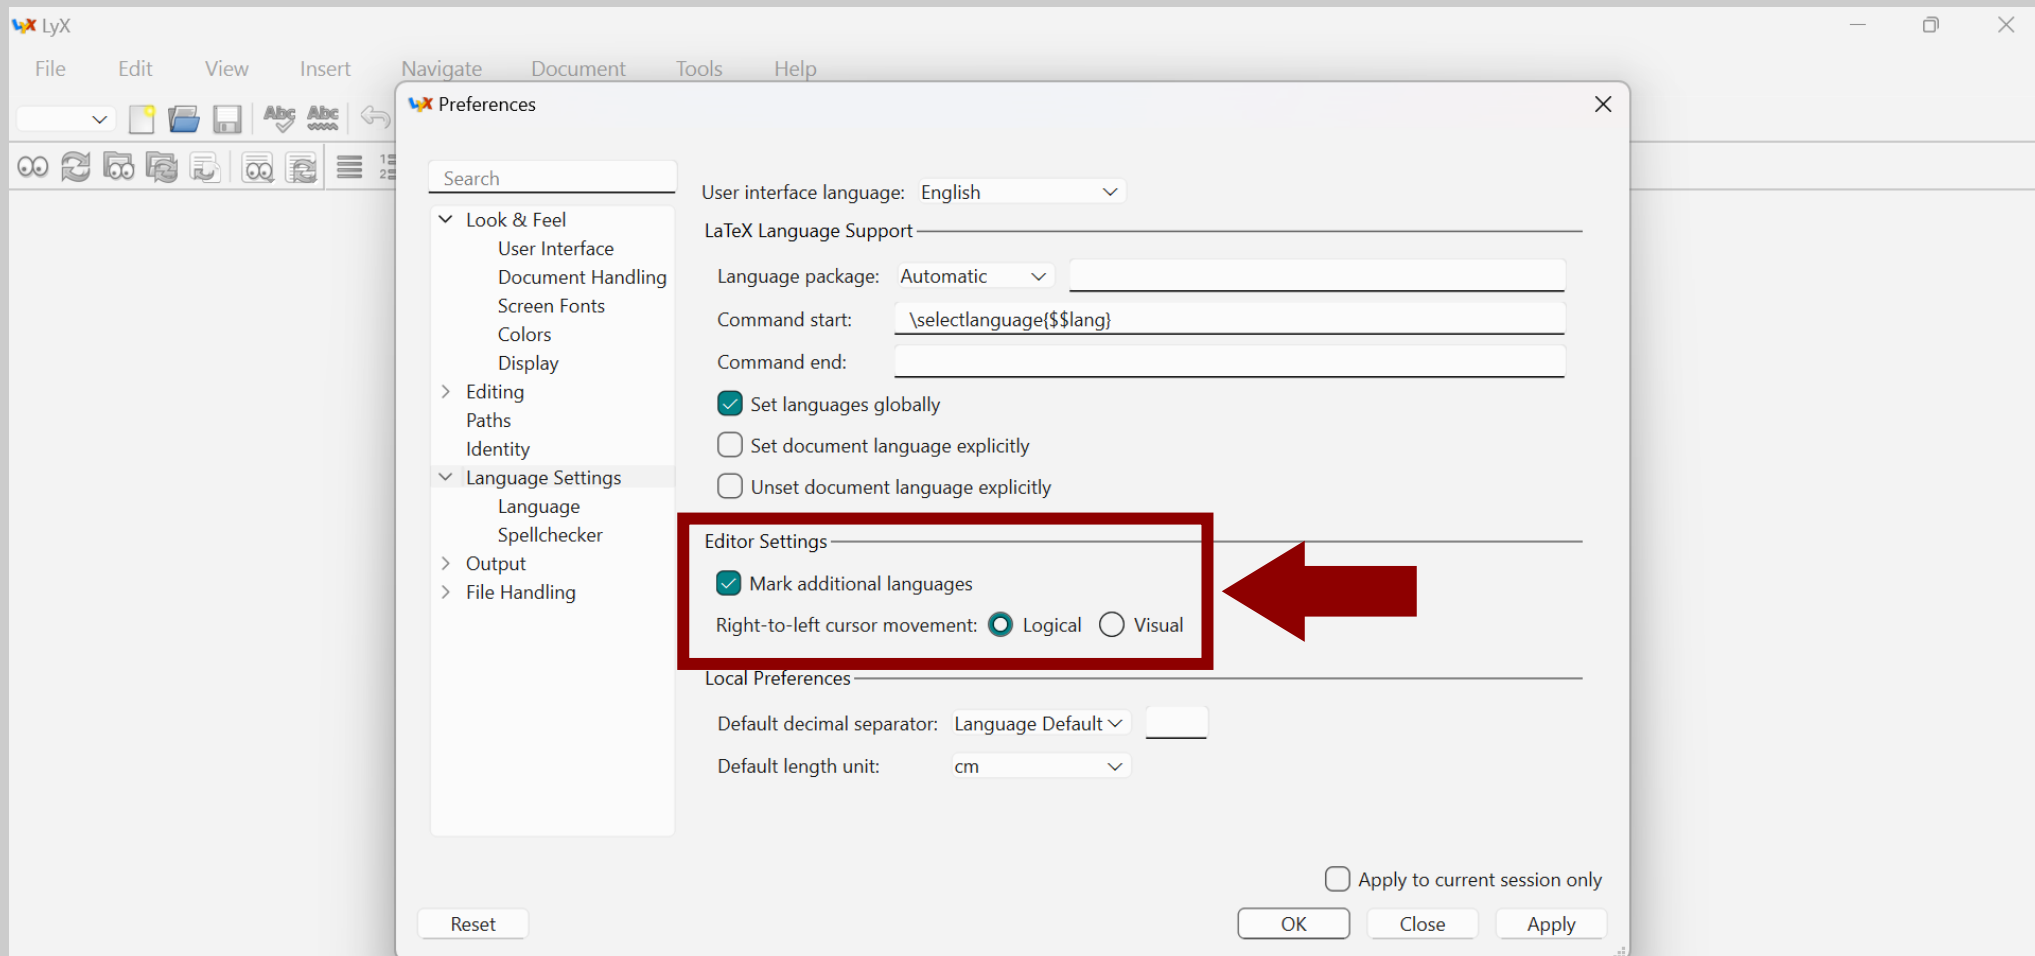 LyX
File Edit View Insert Navigate Document Tools Help
Preferences
Abc Abc
Search
Look & Feel
User Interface
Document Handling
Screen Fonts
Colors
Display
Editing
Paths
Identity
Language Settings
Language
Spellchecker
Output
File Handling
User interface language: English
LaTeX Language Support
Language package: Automatic
Command start: \selectlanguage{$$lang}
Command end:
Set languages globally
Set document language explicitly
Unset document language explicitly
Editor Settings
Mark additional languages
Right-to-left cursor movement: Logical Visual
Local Preferences
Default decimal separator: Language Default
Default length unit: cm
Apply to current session only
Reset OK Close Apply